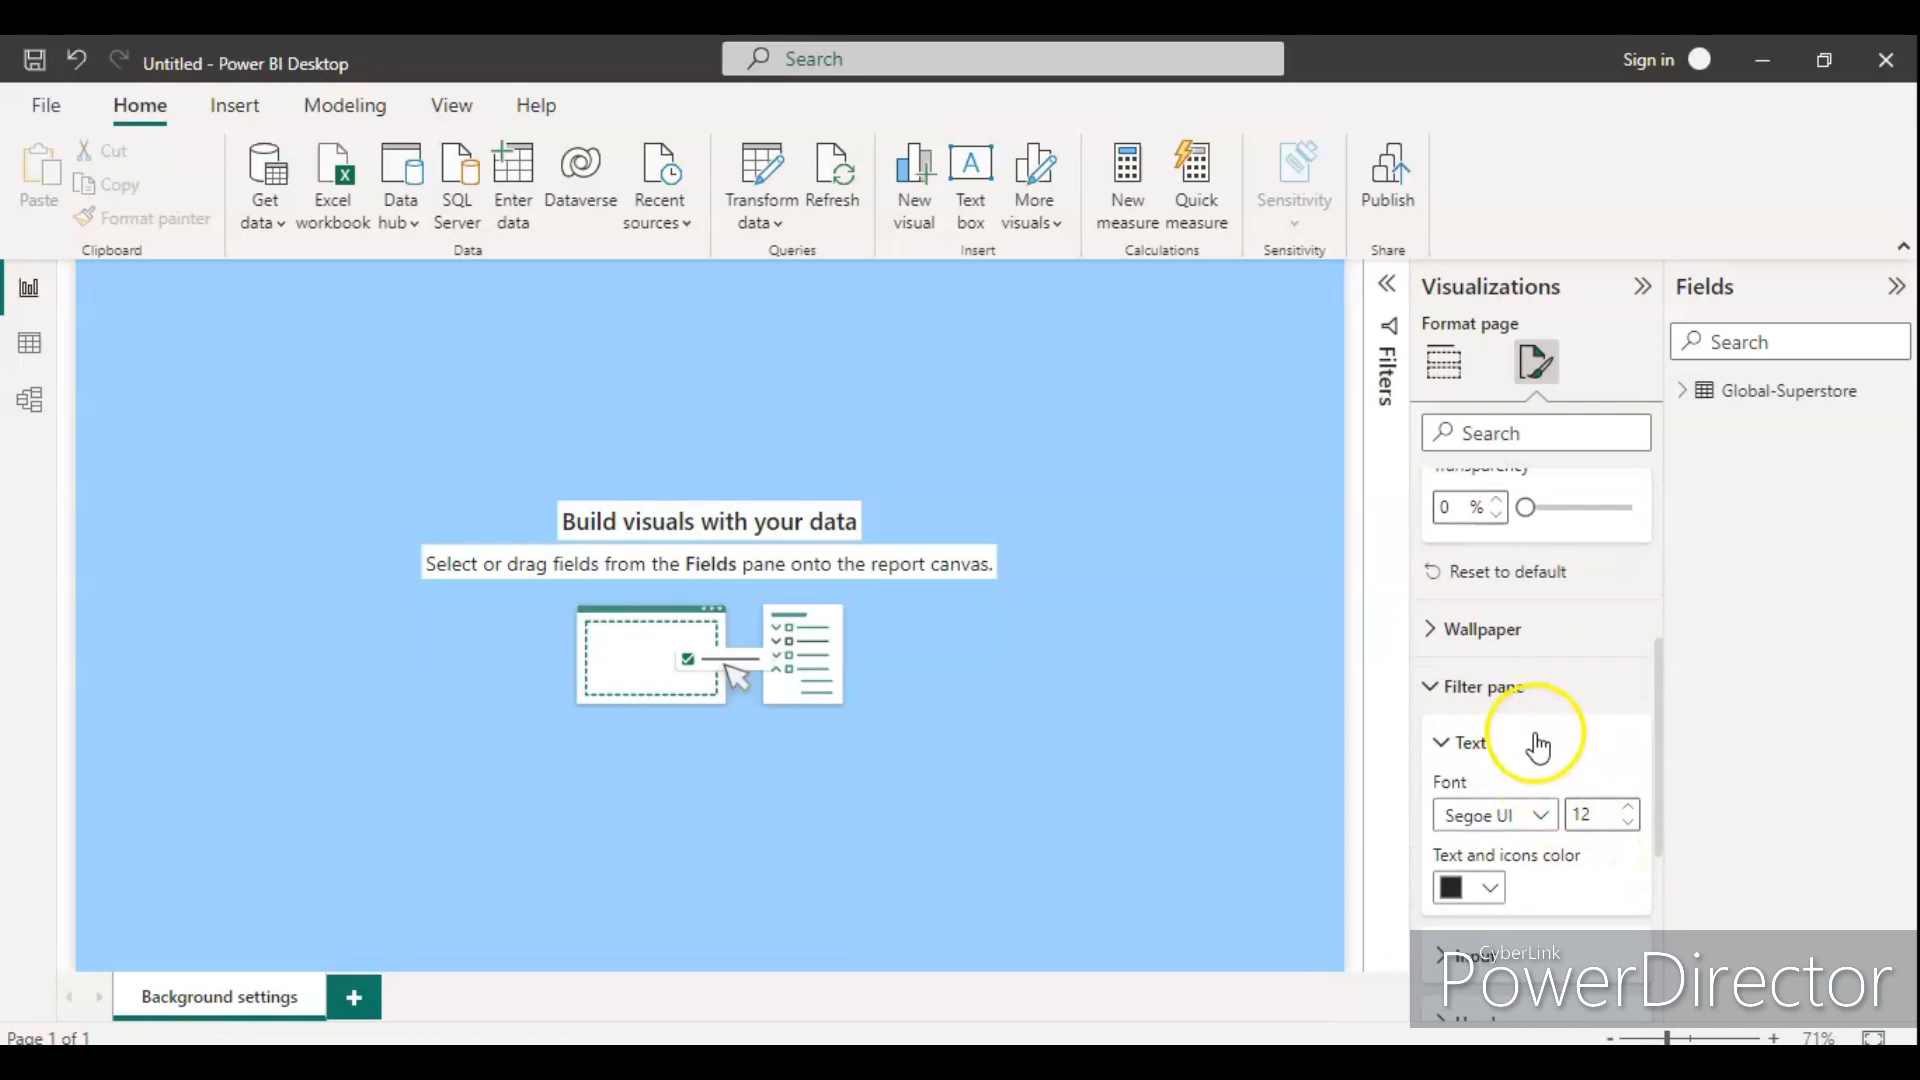 Untitled - Power BI Desktop
Search
Sign in
File
Home
Insert
Modeling
View
Help
Paste
Cut
Copy
Format painter
Clipboard
Get data
Excel workbook
Data hub
SQL Server
Enter data
Dataverse
Recent sources
Data
Transform data
Refresh
Queries
New visual
Text box
More visuals
Insert
New measure
Quick measure
Calculations
Sensitivity
Sensitivity
Publish
Share
Build visuals with your data
Select or drag fields from the Fields pane onto the report canvas.
Filters
Visualizations
Format page
Search
Transparency
0 %
Reset to default
Wallpaper
Filter pane
Text
Font
Segoe UI
12
Text and icons color
Fields
Search
Global-Superstore
CyberLink
PowerDirector
Background settings
Page 1 of 1
71%